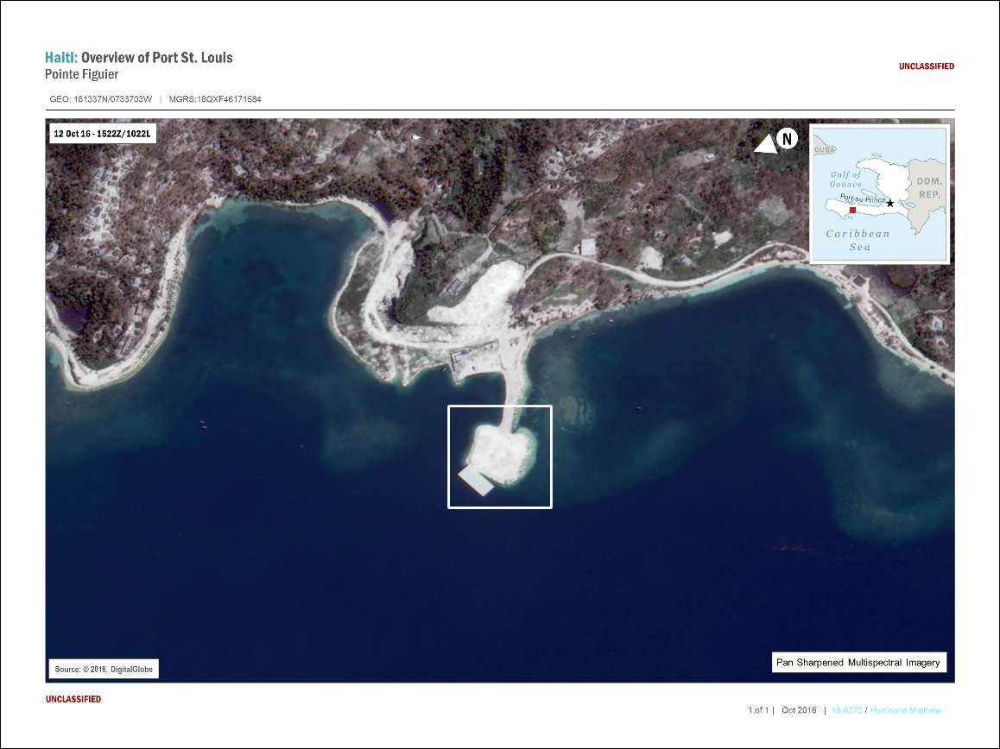 Haiti: Overview of Port St. Louis
Pointe Figuier
UNCLASSIFIED
GEO: 181337N/0733703W | MGRS:18QXF46171584
12 Oct 16 - 1522Z/1022L
N
CUBA
Gulf of
Gonave
DOM.
REP.
Port-au-Prince
Caribbean
Sea
Source: © 2016, DigitalGlobe
Pan Sharpened Multispectral Imagery
UNCLASSIFIED
1 of 1 | Oct 2016 | 16-0272 / Hurricane Matthew